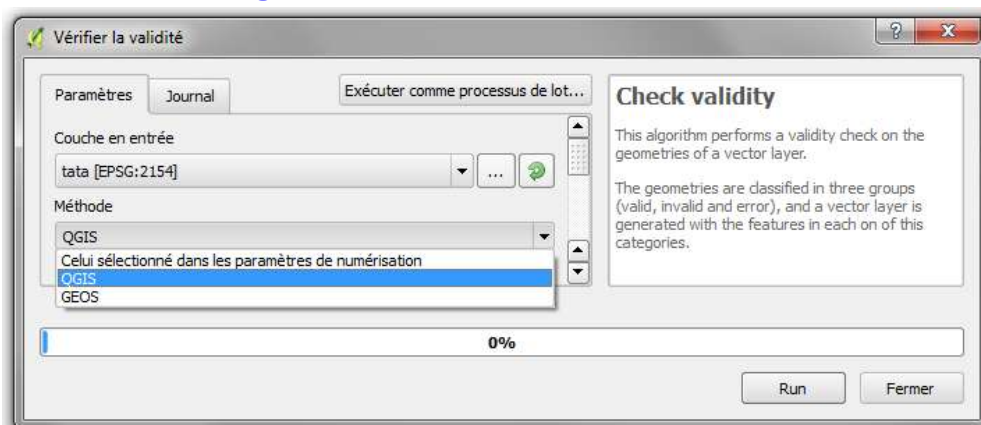 Vérifier la validité
Paramètres
Journal
Exécuter comme processus de lot...
Couche en entrée
tata [EPSG:2154]
...
Méthode
QGIS
Celui sélectionné dans les paramètres de numérisation
QGIS
GEOS
Check validity
This algorithm performs a validity check on the
geometries of a vector layer.
The geometries are classified in three groups
(valid, invalid and error), and a vector layer is
generated with the features in each on of this
categories.
0%
Run
Fermer